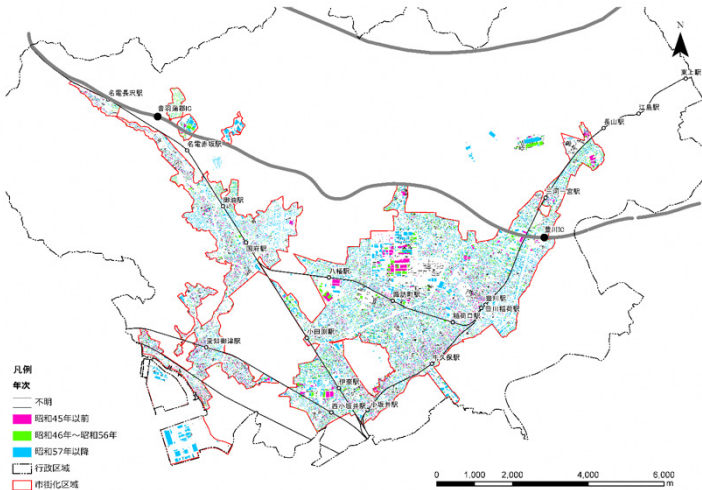 N
東上駅
江島駅
長山駅
名電長沢駅
音羽蒲郡IC
名電赤坂駅
三河一宮駅
御油駅
豊川IC
国府駅
八幡駅
諏訪町駅
豊川駅
豊川稲荷駅
稲荷口駅
小田渕駅
愛知御津駅
牛久保駅
伊奈駅
西小坂井駅
小坂井駅
凡例
年次
不明
昭和45年以前
昭和46年～昭和56年
昭和57年以降
行政区域
市街化区域
0 1,000 2,000 4,000 6,000
m